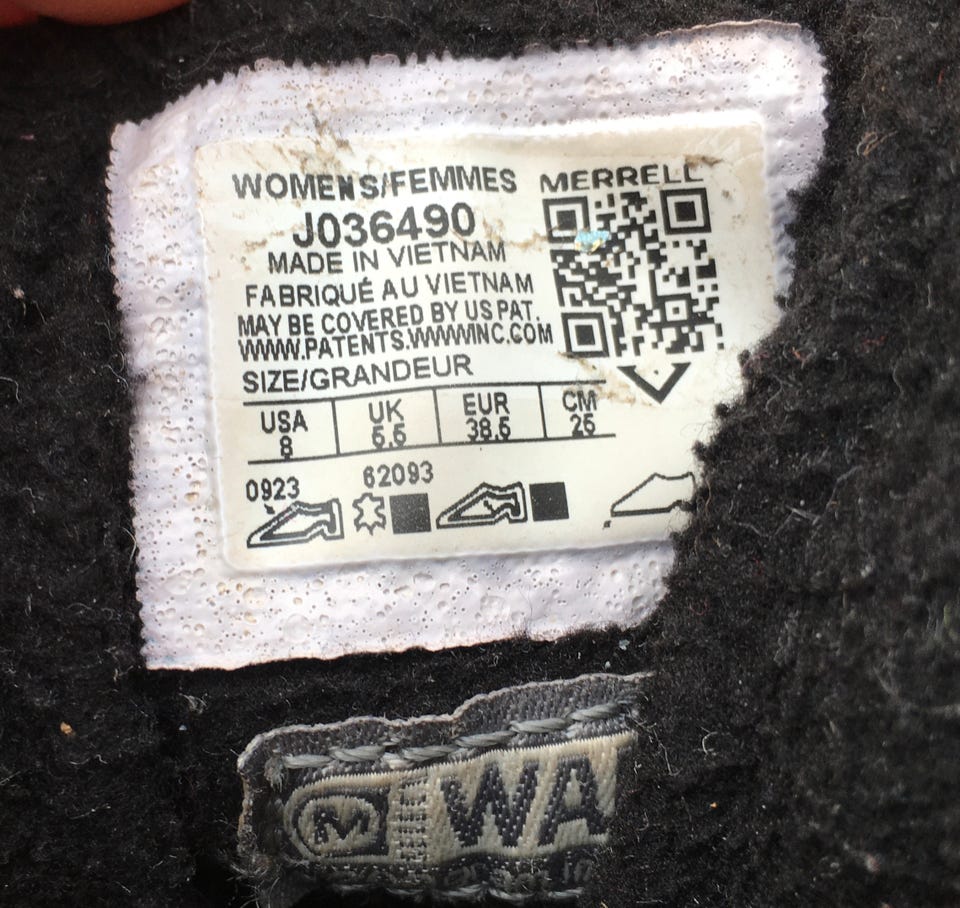 WOMENS/FEMMES
MERRELL
J036490
MADE IN VIETNAM
FABRIQUÉ AU VIETNAM
MAY BE COVERED BY US PAT.
WWW.PATENTS.WWWINC.COM
SIZE/GRANDEUR
USA UK EUR CM
8 5.5 38.5 25
0923 62093
M WA